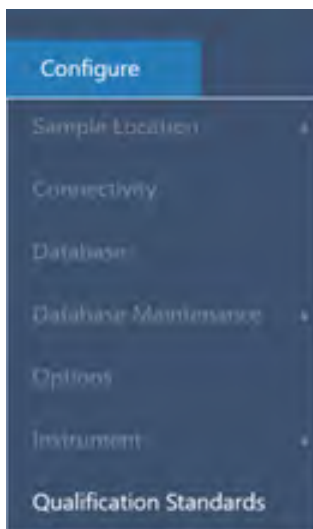 Configure
Sample Location
Connectivity
Database
Database Maintenance
Options
Instrument
Qualification Standards